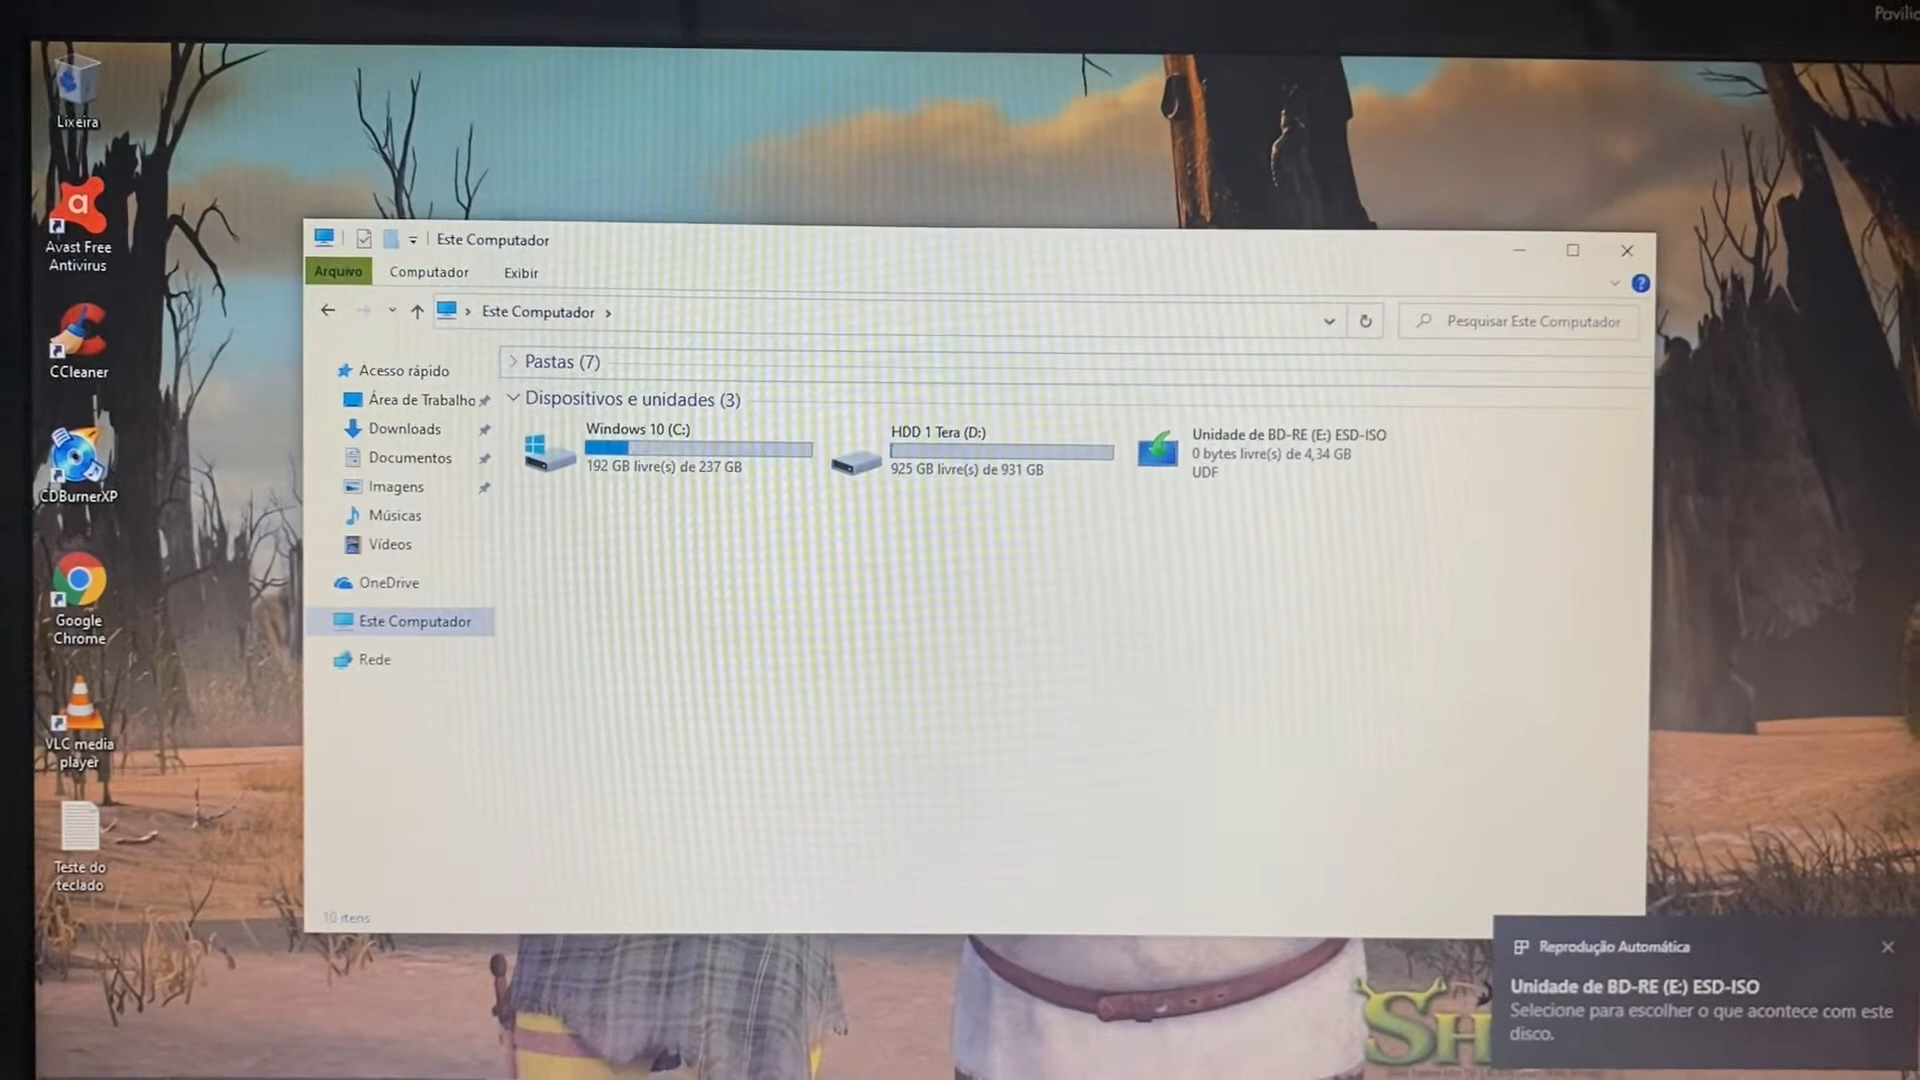 Lixeira
Avast Free
Antivirus
CCleaner
CDBurnerXP
Google
Chrome
VLC media
player
Teste do
teclado
Este Computador
Arquivo
Computador
Exibir
Este Computador
Pesquisar Este Computador
Acesso rápido
Área de Trabalho
Downloads
Documentos
Imagens
Músicas
Vídeos
OneDrive
Este Computador
Rede
Pastas (7)
Dispositivos e unidades (3)
Windows 10 (C:)
192 GB livre(s) de 237 GB
HDD 1 Tera (D:)
925 GB livre(s) de 931 GB
Unidade de BD-RE (E:) ESD-ISO
0 bytes livre(s) de 4,34 GB
UDF
10 itens
Reprodução Automática
Unidade de BD-RE (E:) ESD-ISO
Selecione para escolher o que acontece com este
disco.